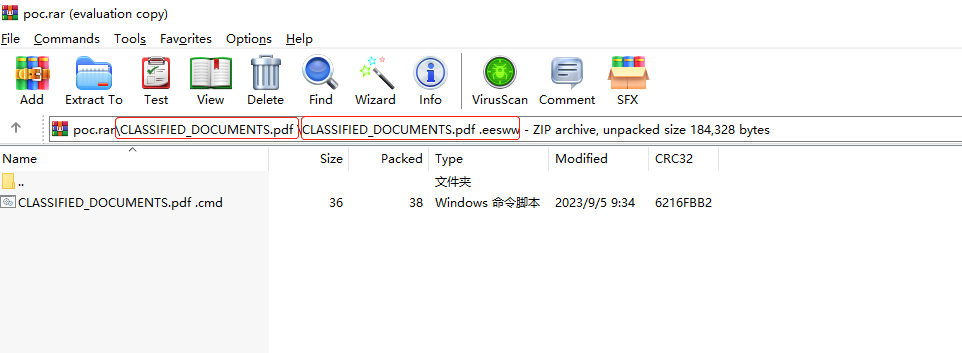 poc.rar (evaluation copy)
File Commands Tools Favorites Options Help
Add Extract To Test View Delete Find Wizard Info VirusScan Comment SFX
poc.rar\CLASSIFIED_DOCUMENTS.pdf \CLASSIFIED_DOCUMENTS.pdf .eesww - ZIP archive, unpacked size 184,328 bytes
Name Size Packed Type Modified CRC32
.. 文件夹
CLASSIFIED_DOCUMENTS.pdf .cmd 36 38 Windows 命令脚本 2023/9/5 9:34 6216FBB2